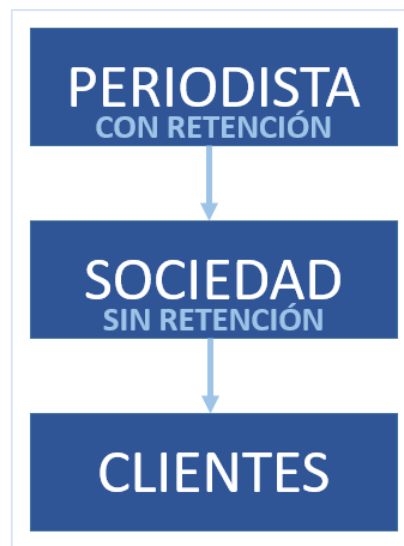 PERIODISTA
CON RETENCIÓN
SOCIEDAD
SIN RETENCIÓN
CLIENTES